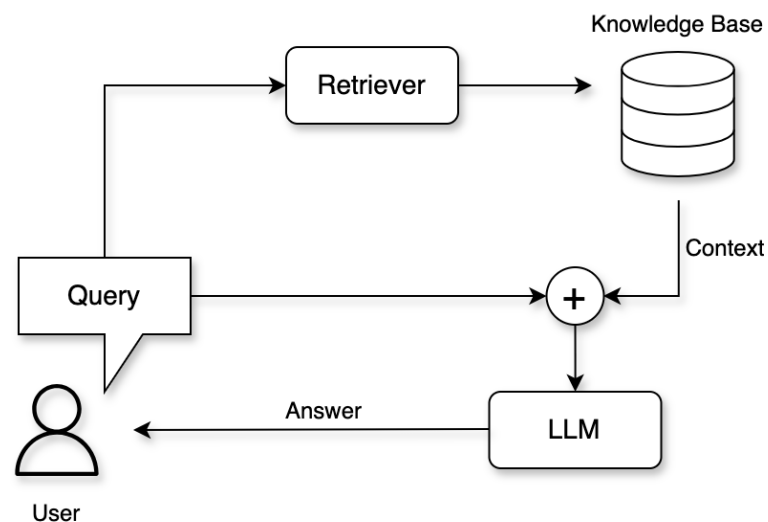 Knowledge Base
Retriever
Context
Query
+
Answer
LLM
User